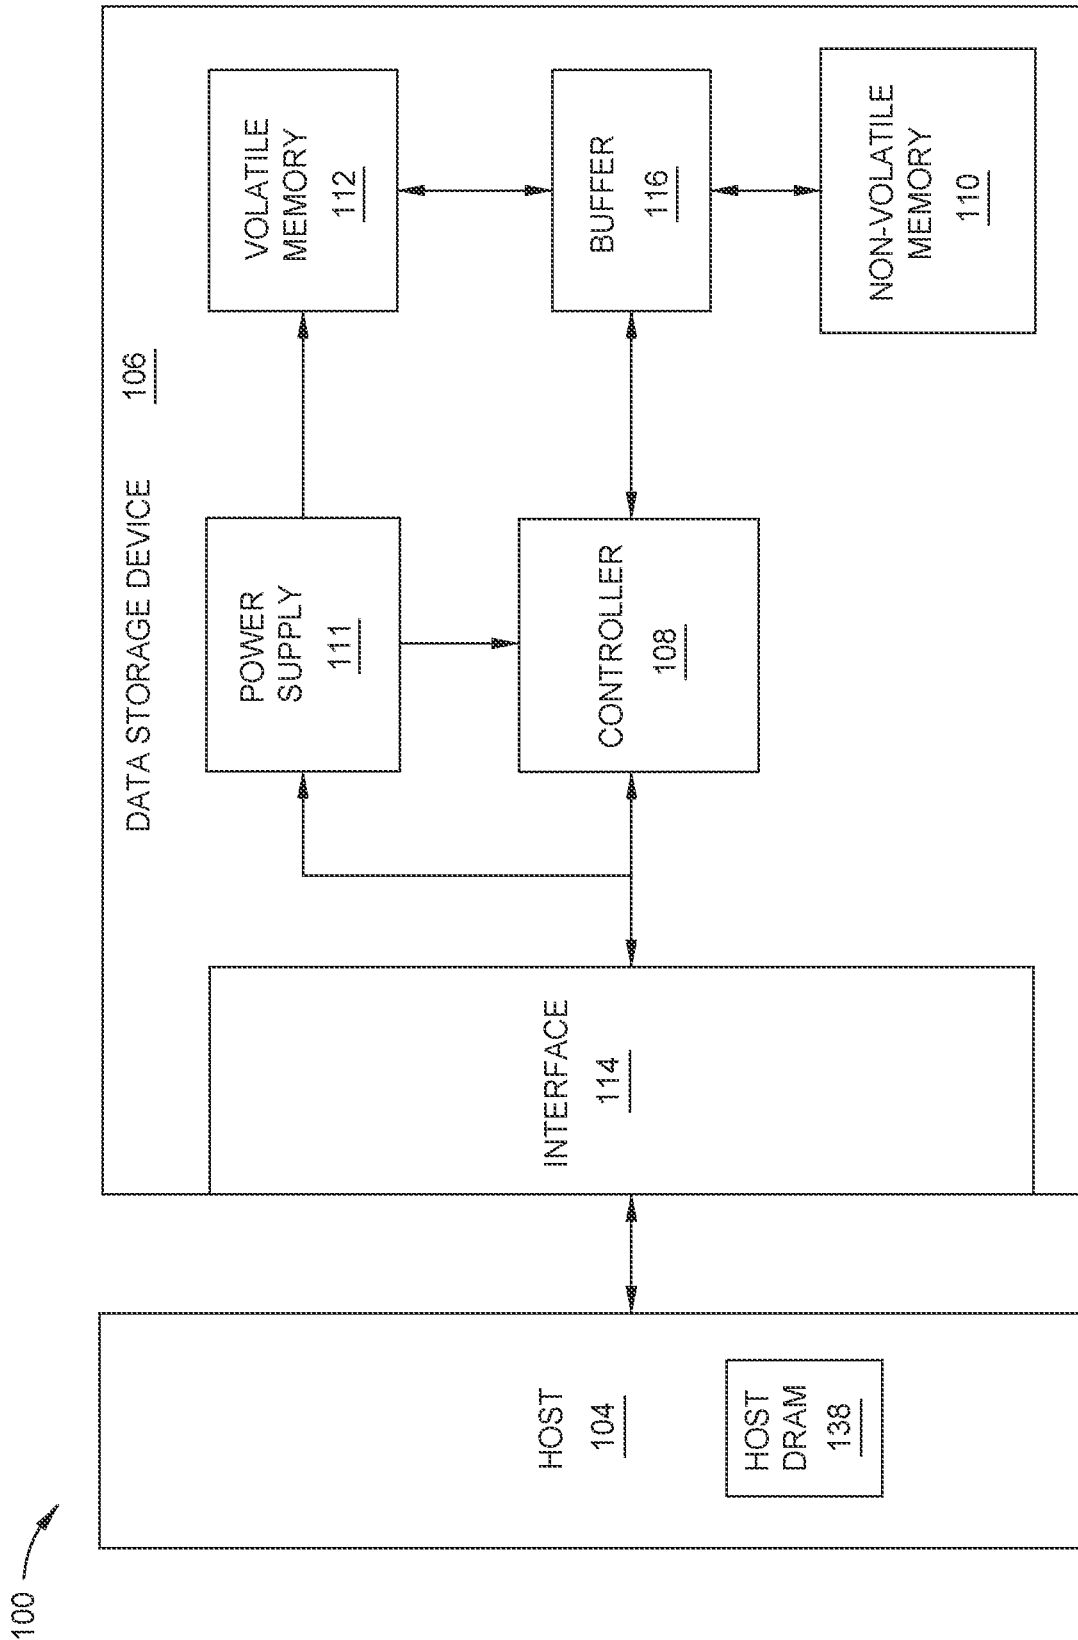 100
HOST
104
HOST
DRAM
138
INTERFACE
114
DATA STORAGE DEVICE 106
POWER
SUPPLY
111
CONTROLLER
108
VOLATILE
MEMORY
112
BUFFER
116
NON-VOLATILE
MEMORY
110